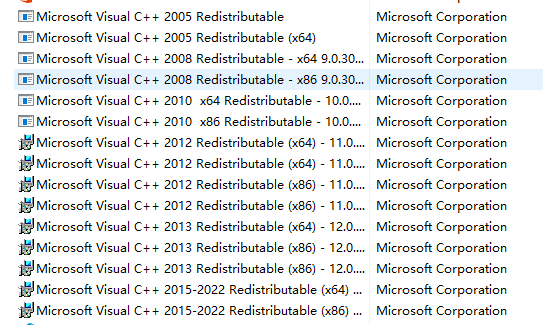 Microsoft Visual C++ 2005 Redistributable Microsoft Corporation
Microsoft Visual C++ 2005 Redistributable (x64) Microsoft Corporation
Microsoft Visual C++ 2008 Redistributable - x64 9.0.30... Microsoft Corporation
Microsoft Visual C++ 2008 Redistributable - x86 9.0.30... Microsoft Corporation
Microsoft Visual C++ 2010  x64 Redistributable - 10.0.... Microsoft Corporation
Microsoft Visual C++ 2010  x86 Redistributable - 10.0.... Microsoft Corporation
Microsoft Visual C++ 2012 Redistributable (x64) - 11.0.... Microsoft Corporation
Microsoft Visual C++ 2012 Redistributable (x64) - 11.0.... Microsoft Corporation
Microsoft Visual C++ 2012 Redistributable (x86) - 11.0.... Microsoft Corporation
Microsoft Visual C++ 2012 Redistributable (x86) - 11.0.... Microsoft Corporation
Microsoft Visual C++ 2013 Redistributable (x64) - 12.0.... Microsoft Corporation
Microsoft Visual C++ 2013 Redistributable (x86) - 12.0.... Microsoft Corporation
Microsoft Visual C++ 2013 Redistributable (x86) - 12.0.... Microsoft Corporation
Microsoft Visual C++ 2015-2022 Redistributable (x64) ... Microsoft Corporation
Microsoft Visual C++ 2015-2022 Redistributable (x86) ... Microsoft Corporation